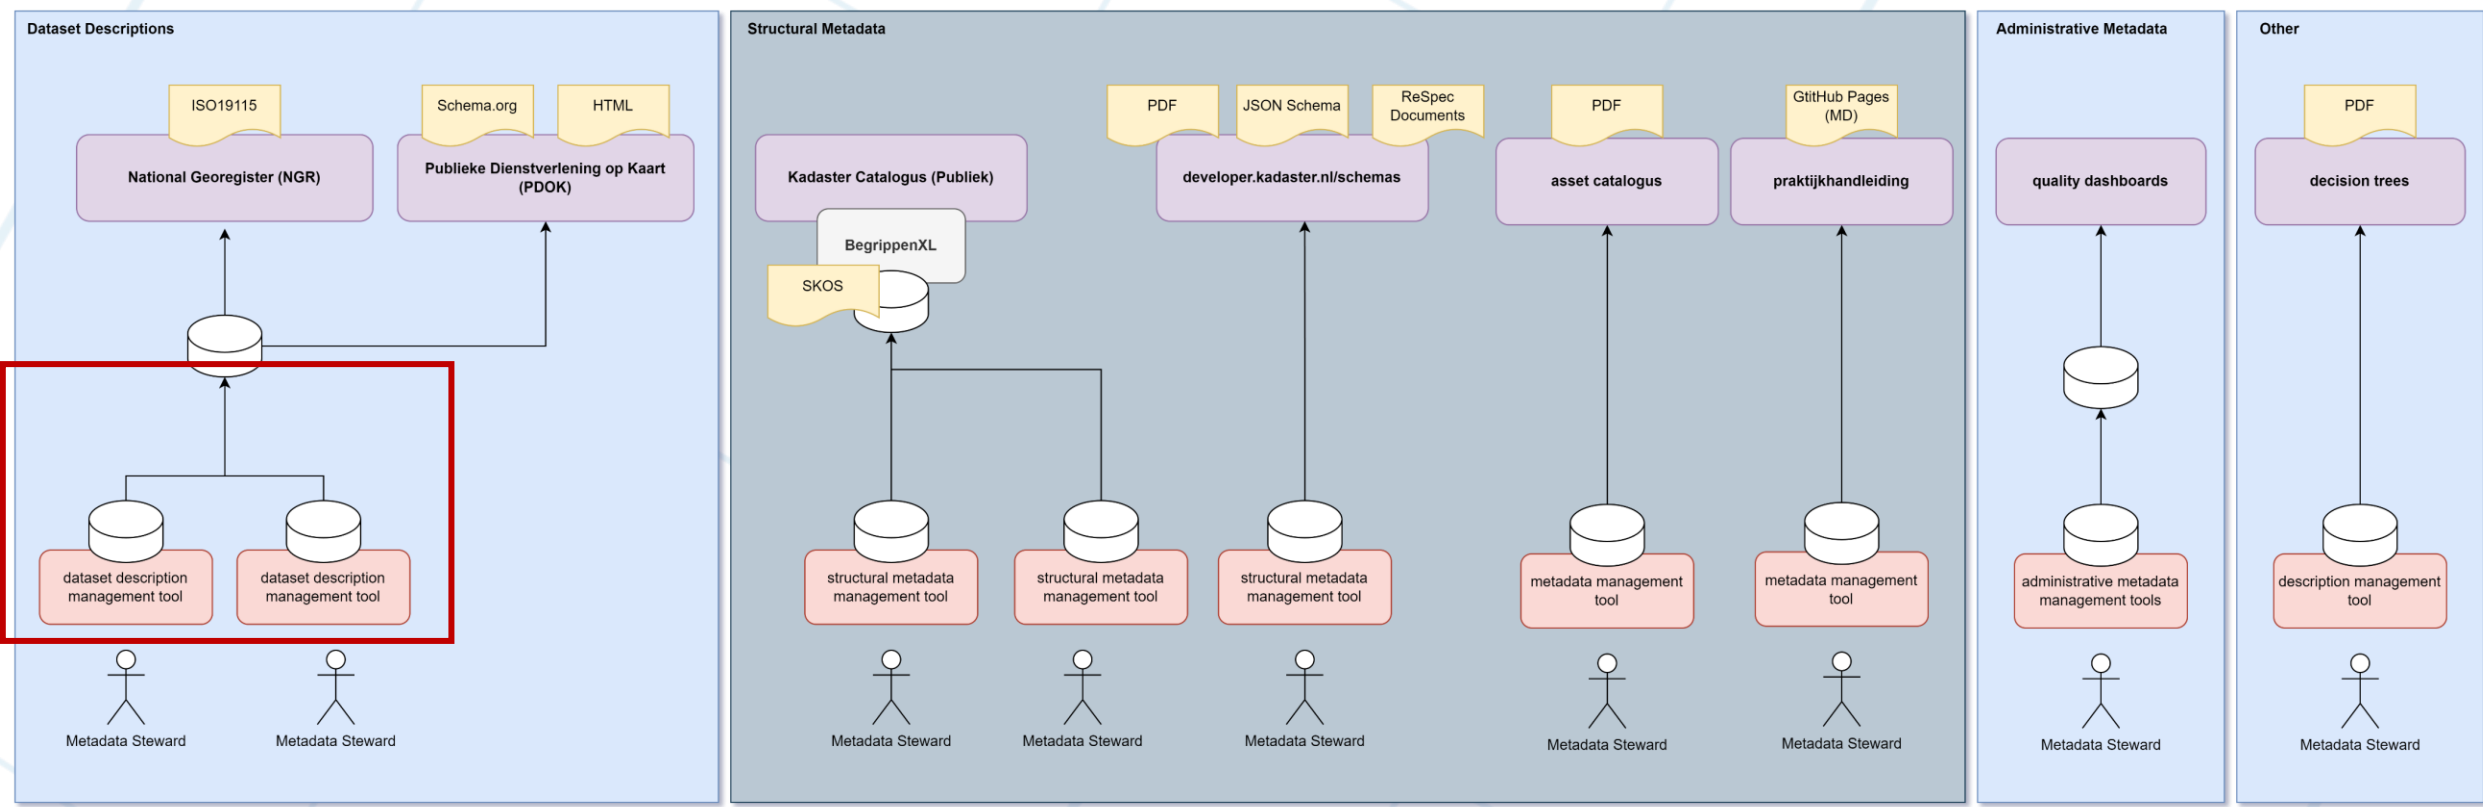 Dataset Descriptions
ISO19115
Schema.org
HTML
National Georegister (NGR)
Publieke Dienstverlening op Kaart
(PDOK)
dataset description
management tool
dataset description
management tool
Metadata Steward
Metadata Steward
Structural Metadata
PDF
JSON Schema
ReSpec
Documents
PDF
GtitHub Pages
(MD)
Kadaster Catalogus (Publiek)
developer.kadaster.nl/schemas
asset catalogus
praktijkhandleiding
BegrippenXL
SKOS
structural metadata
management tool
structural metadata
management tool
structural metadata
management tool
metadata management
tool
metadata management
tool
Metadata Steward
Metadata Steward
Metadata Steward
Metadata Steward
Metadata Steward
Administrative Metadata
quality dashboards
administrative metadata
management tools
Metadata Steward
Other
PDF
decision trees
description management
tool
Metadata Steward